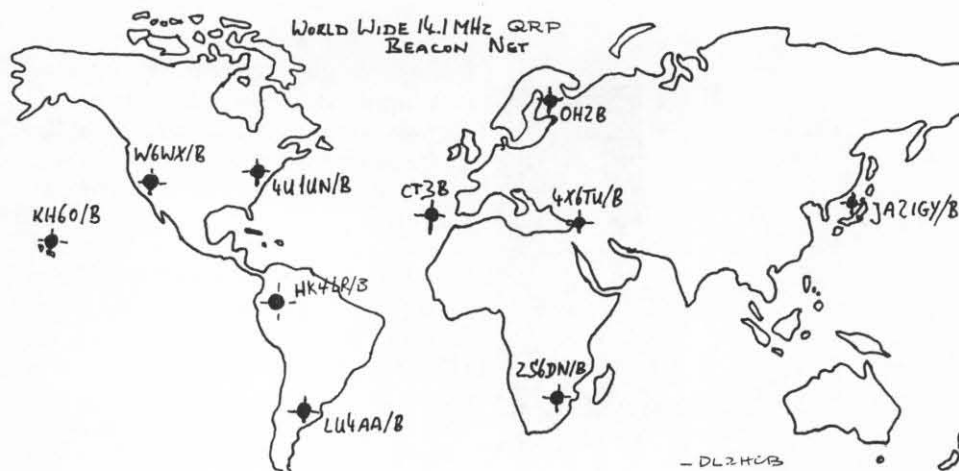 WORLD WIDE 14.1 MHZ QRP
BEACON NET
OH2B
W6WX/B
4U1UN/B
CT3B
4X6TU/B
JA2IGY/B
KH6O/B
ZS6DN/B
LU4AA/B
- DL2HCB